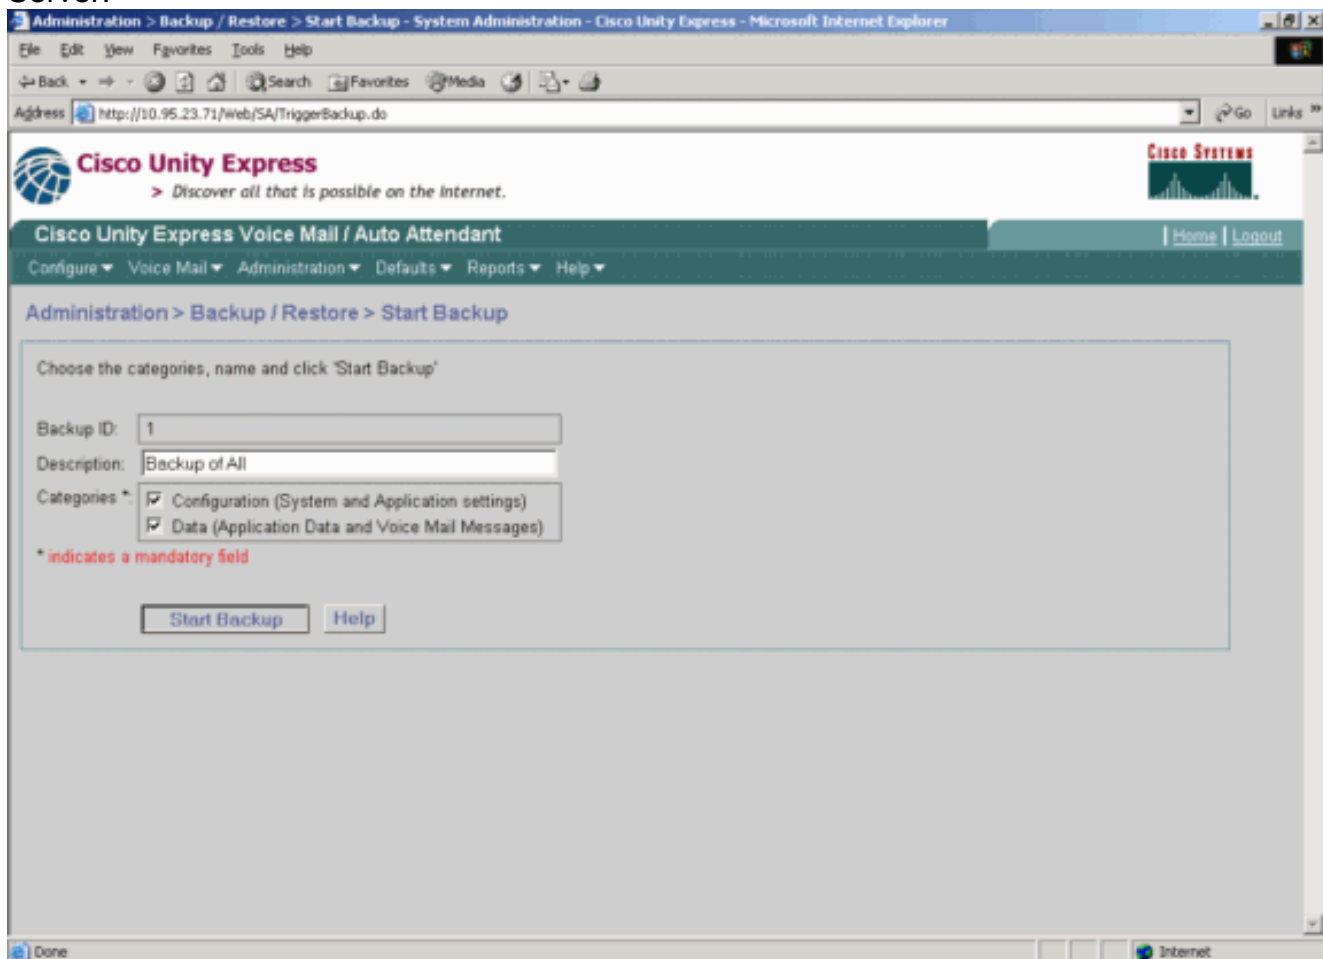 Administration > Backup / Restore > Start Backup - System Administration - Cisco Unity Express - Microsoft Internet Explorer
File Edit View Favorites Tools Help
Back Search Favorites Media
Address http://10.95.23.71/Web/SA/TriggerBackup.do Go Links »
Cisco Unity Express
> Discover all that is possible on the Internet.
CISCO SYSTEMS
Cisco Unity Express Voice Mail / Auto Attendant | Home | Logout
Configure Voice Mail Administration Defaults Reports Help
Administration > Backup / Restore > Start Backup
Choose the categories, name and click 'Start Backup'
Backup ID: 1
Description: Backup of All
Categories *: Configuration (System and Application settings)
Data (Application Data and Voice Mail Messages)
* indicates a mandatory field
Start Backup Help
Done Internet